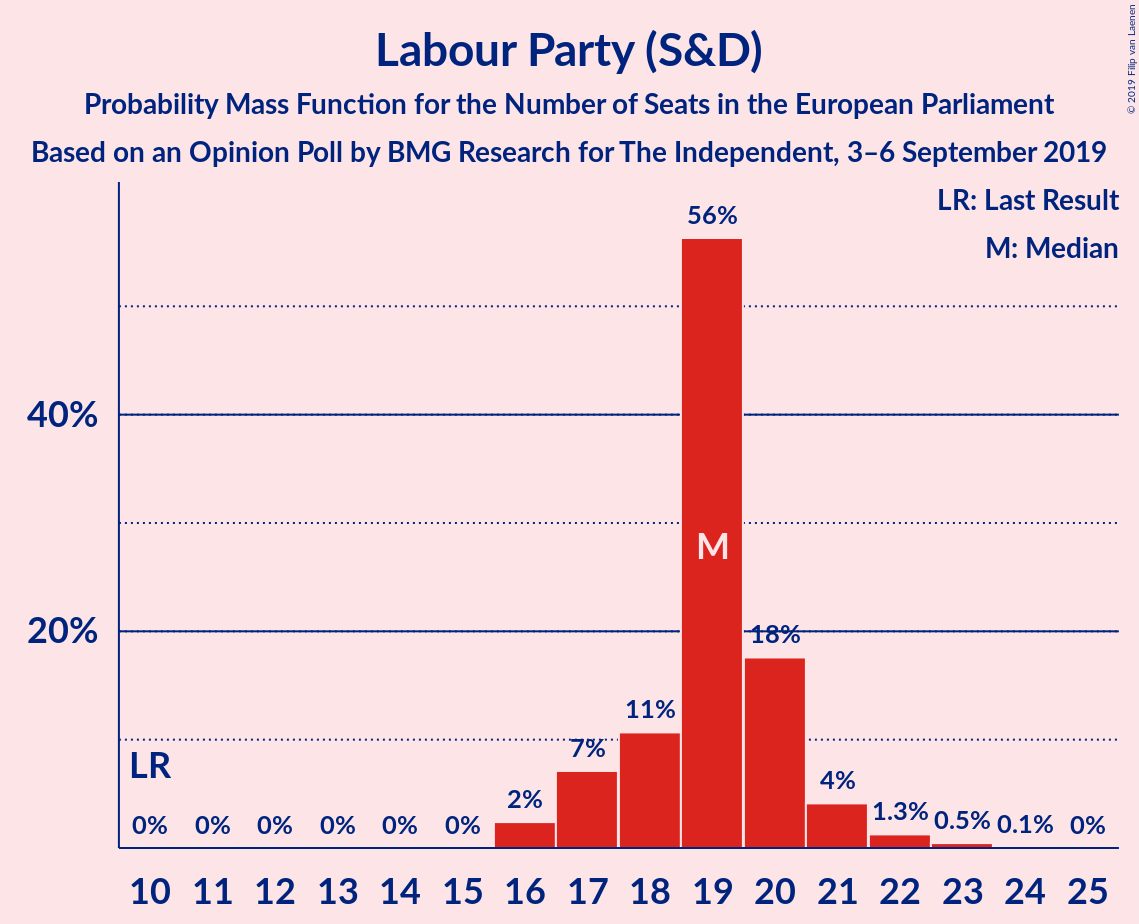 Labour Party (S&D)
Probability Mass Function for the Number of Seats in the European Parliament
Based on an Opinion Poll by BMG Research for The Independent, 3–6 September 2019
© 2019 Filip van Laenen
LR: Last Result
M: Median
56%
40%
M
20%
18%
11%
7%
LR
4%
2%
1.3%
0.5%
0.1%
0%
0%
0%
0%
0%
0%
0%
10 11 12 13 14 15 16 17 18 19 20 21 22 23 24 25